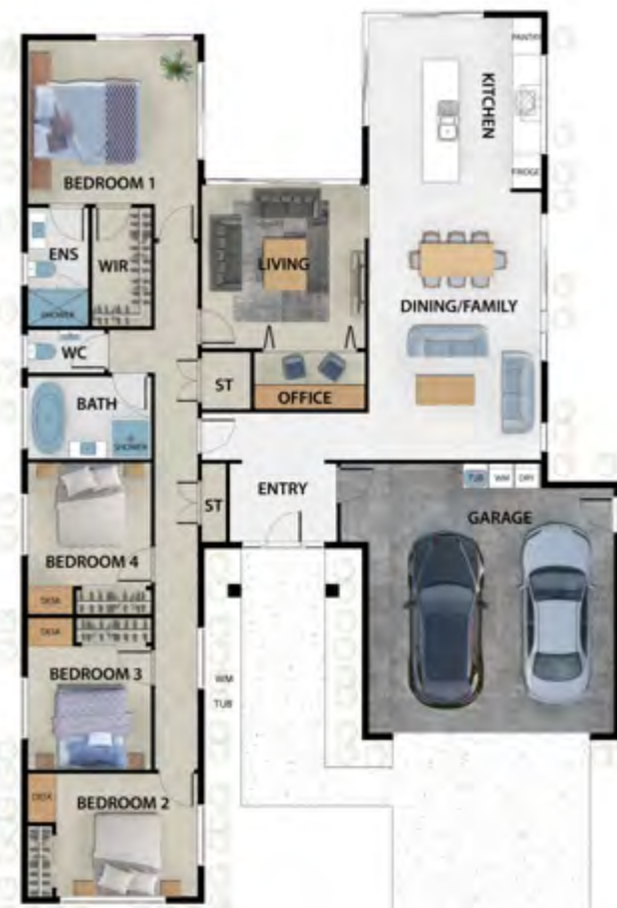 PANTRY
KITCHEN
FRIDGE
BEDROOM 1
ENS
WIR
LIVING
SHOWER
DINING/FAMILY
WC
ST
OFFICE
BATH
SHOWER
TUB WM DRY
ENTRY
ST
GARAGE
BEDROOM 4
DESK
DESK
BEDROOM 3
WM
TUB
DESK
BEDROOM 2